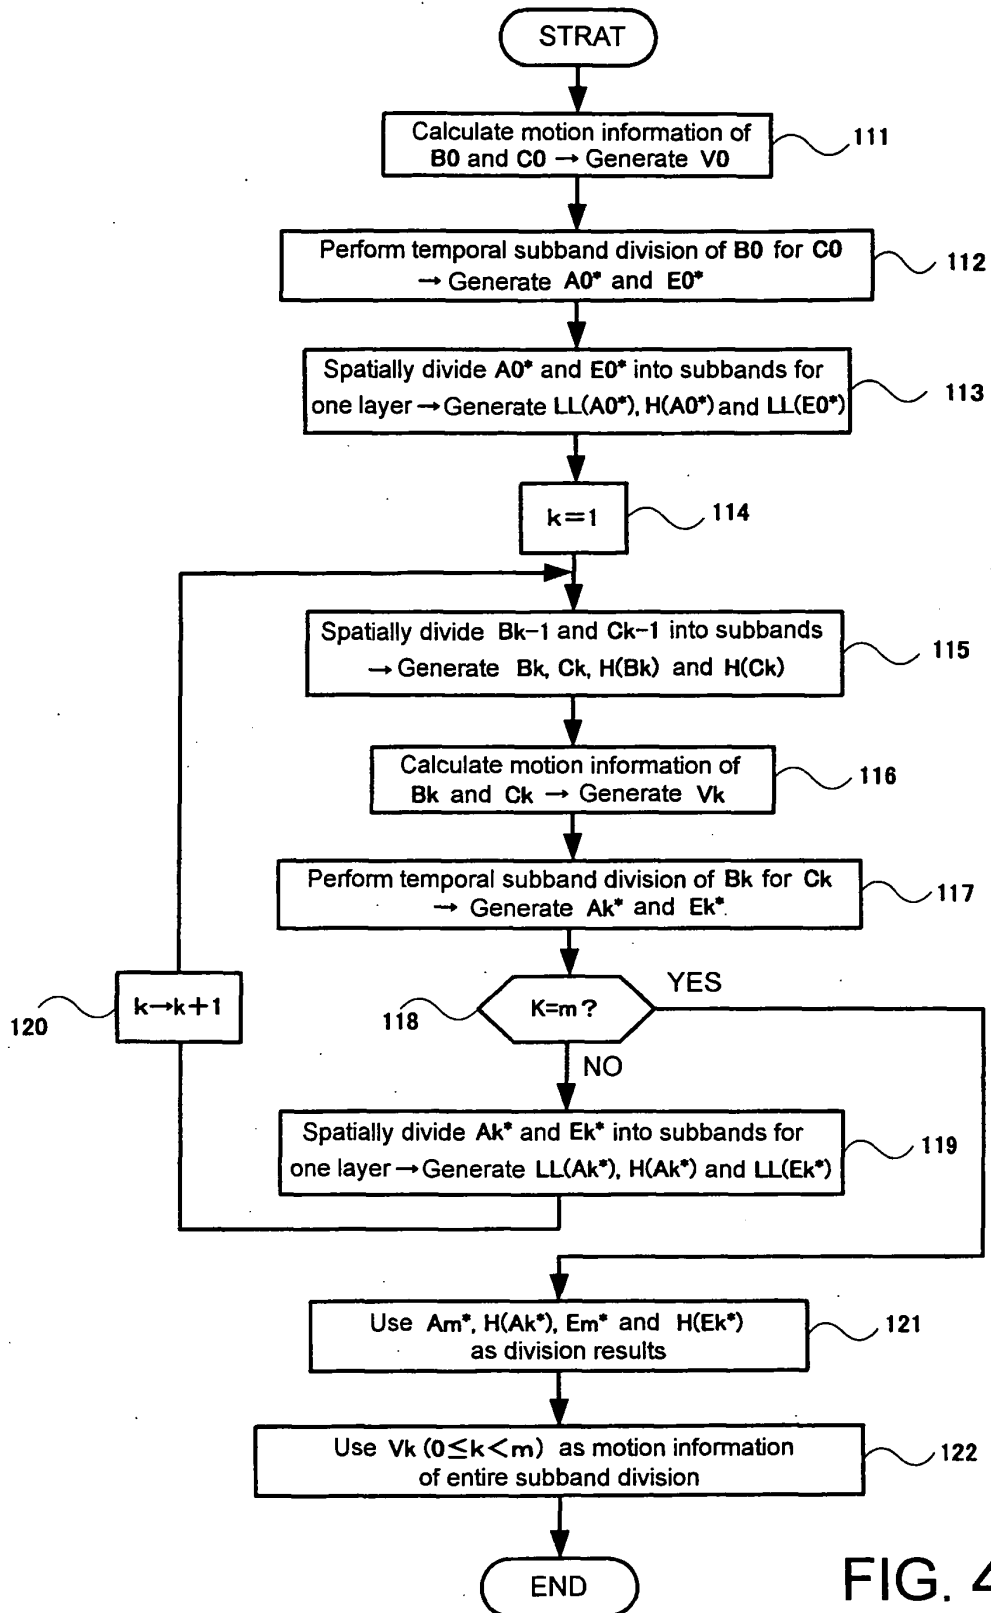 STRAT
Calculate motion information of
B0 and C0 → Generate V0
111
Perform temporal subband division of B0 for C0
→ Generate A0* and E0*
112
Spatially divide A0* and E0* into subbands for
one layer → Generate LL(A0*), H(A0*) and LL(E0*)
113
k=1
114
Spatially divide Bk-1 and Ck-1 into subbands
→ Generate Bk, Ck, H(Bk) and H(Ck)
115
Calculate motion information of
Bk and Ck → Generate Vk
116
Perform temporal subband division of Bk for Ck
→ Generate Ak* and Ek*.
117
K=m?
118
YES
NO
k→k+1
120
Spatially divide Ak* and Ek* into subbands for
one layer → Generate LL(Ak*), H(Ak*) and LL(Ek*)
119
Use Am*, H(Ak*), Em* and H(Ek*)
as division results
121
Use Vk (0≦k<m) as motion information
of entire subband division
122
END
FIG. 4